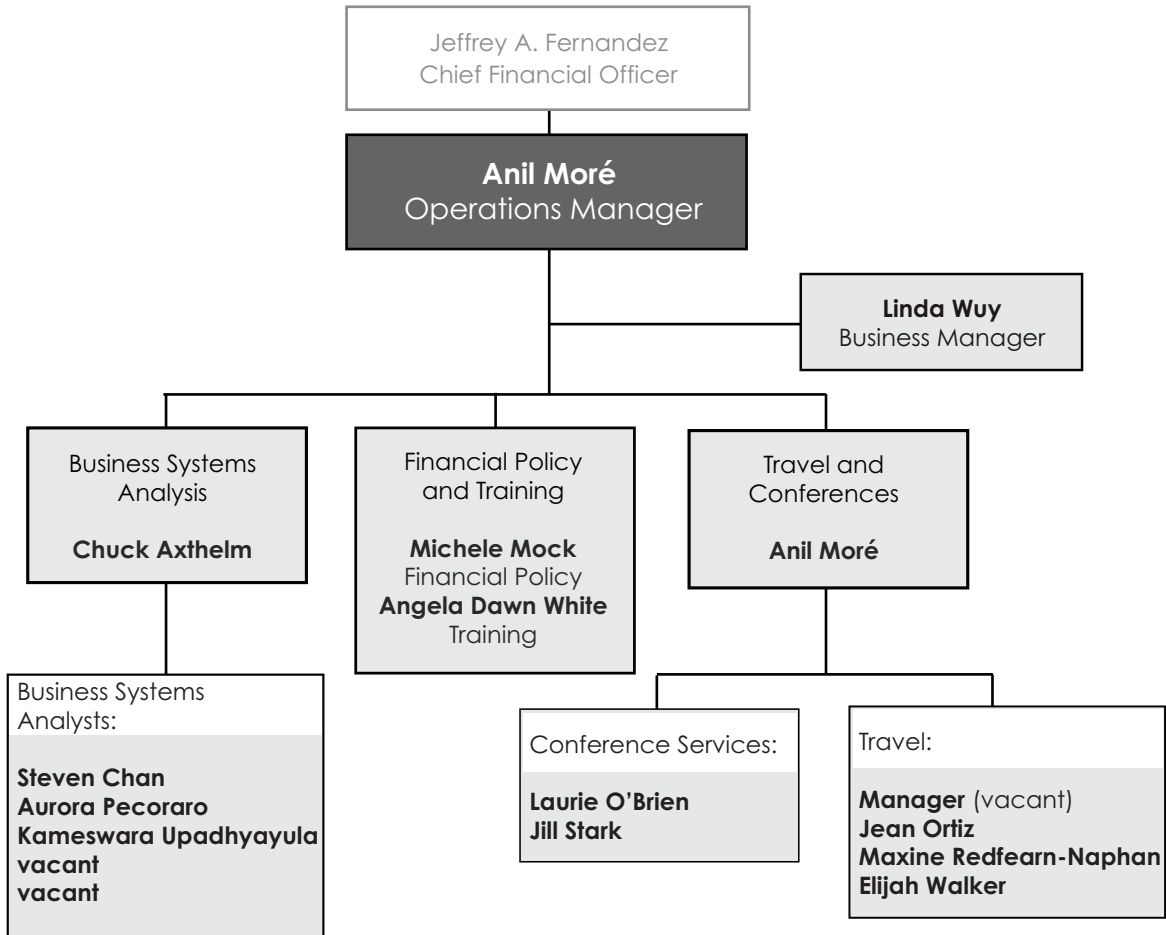 Jeffrey A. Fernandez
Chief Financial Officer
Anil Moré
Operations Manager
Linda Wuy
Business Manager
Business Systems
Analysis
Chuck Axthelm
Financial Policy
and Training
Michele Mock
Financial Policy
Angela Dawn White
Training
Travel and
Conferences
Anil Moré
Business Systems
Analysts:
Steven Chan
Aurora Pecoraro
Kameswara Upadhyayula
vacant
vacant
Conference Services:
Laurie O’Brien
Jill Stark
Travel:
Manager (vacant)
Jean Ortiz
Maxine Redfearn-Naphan
Elijah Walker